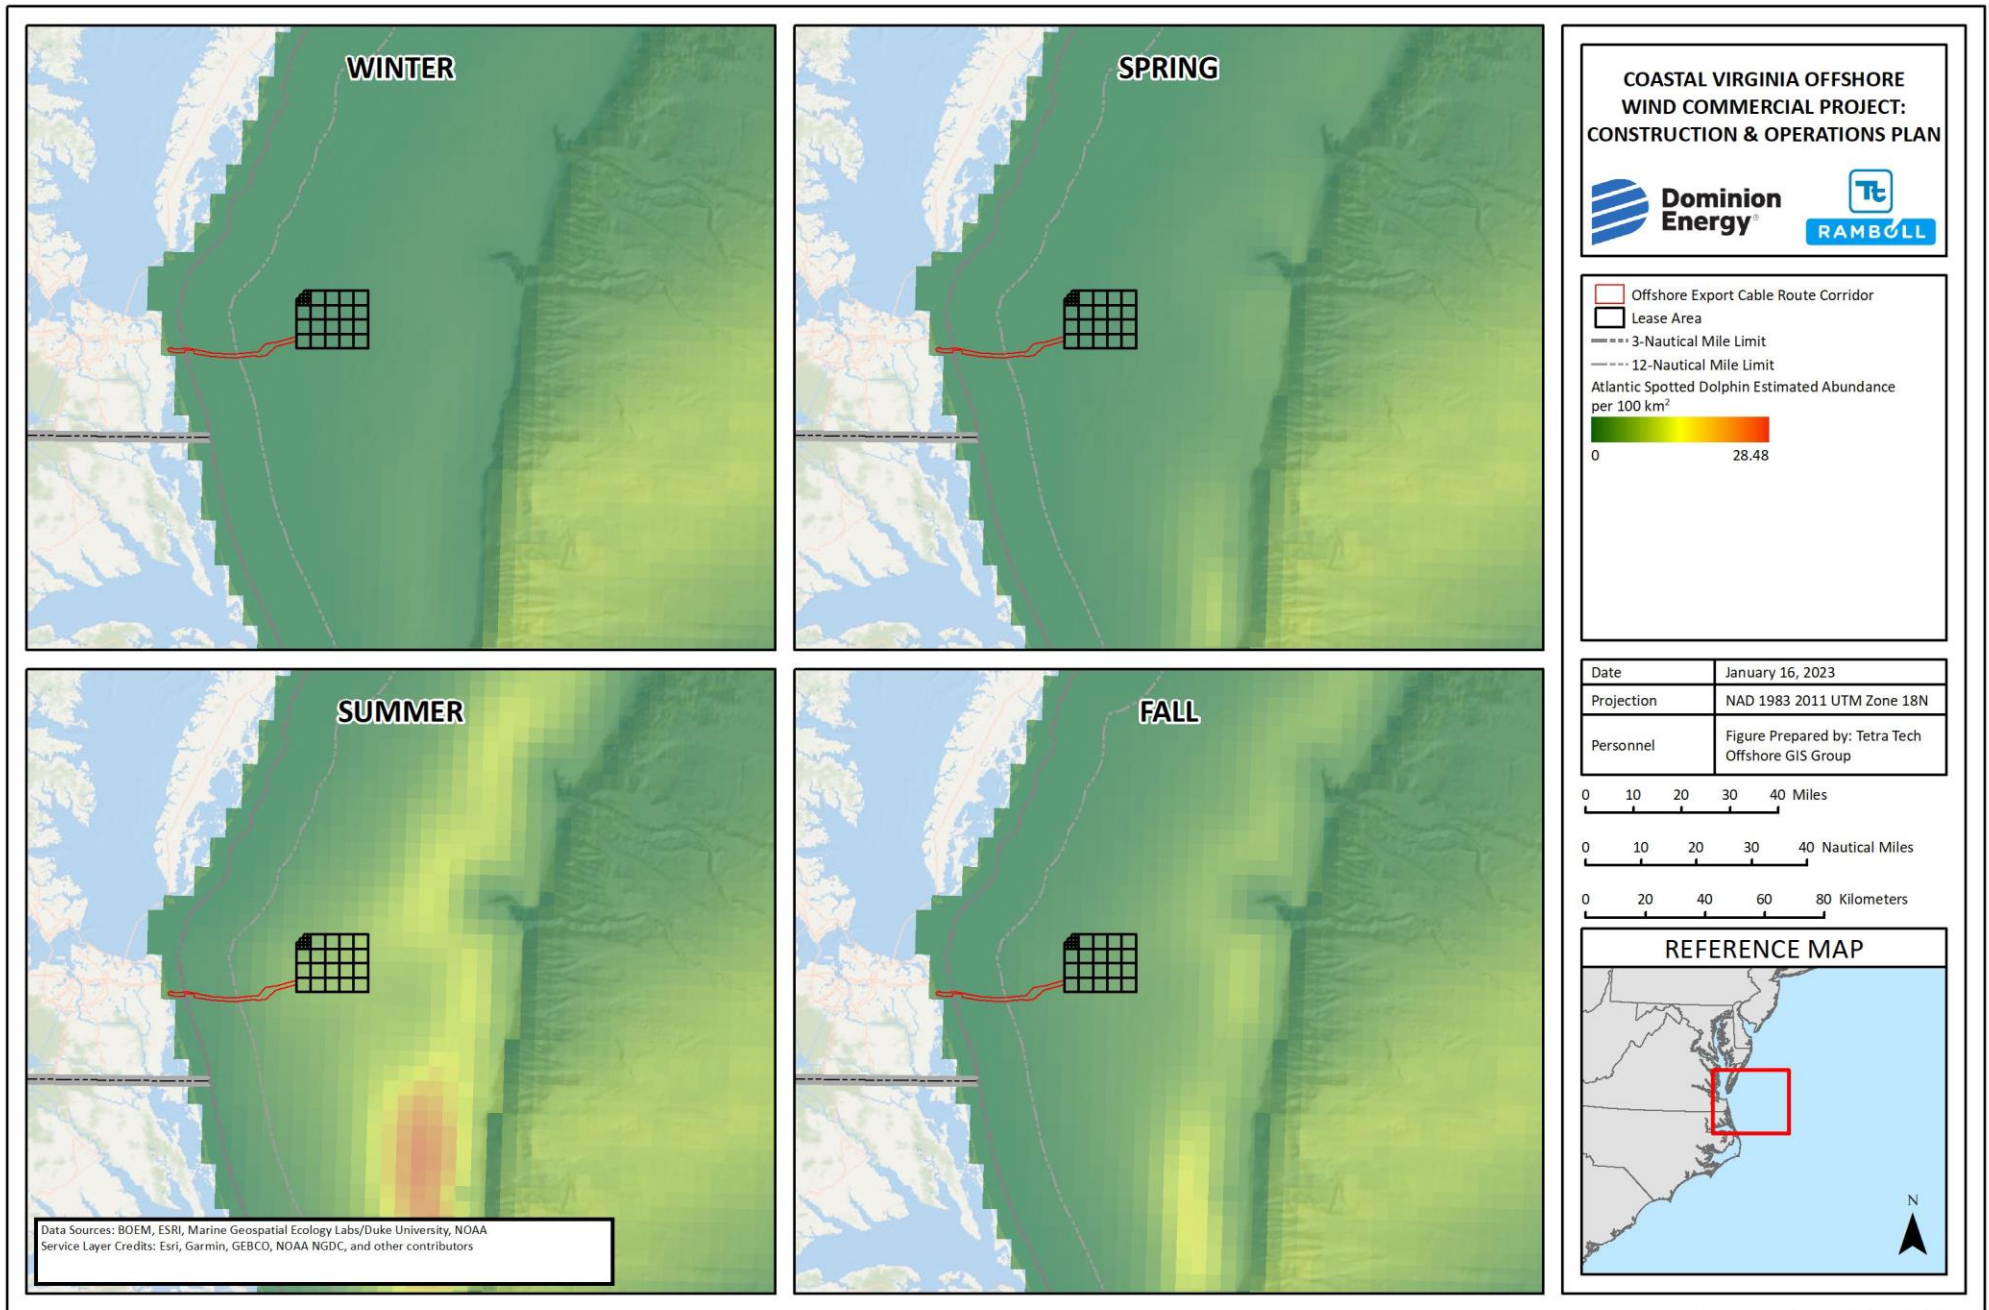 WINTER
SPRING
SUMMER
FALL
Data Sources: BOEM, ESRI, Marine Geospatial Ecology Labs/Duke University, NOAA
Service Layer Credits: Esri, Garmin, GEBCO, NOAA NGDC, and other contributors
COASTAL VIRGINIA OFFSHORE
WIND COMMERCIAL PROJECT:
CONSTRUCTION & OPERATIONS PLAN
Dominion
Energy®
Tt
RAMBOLL
Offshore Export Cable Route Corridor
Lease Area
3-Nautical Mile Limit
12-Nautical Mile Limit
Atlantic Spotted Dolphin Estimated Abundance
per 100 km²
0 28.48
Date January 16, 2023
Projection NAD 1983 2011 UTM Zone 18N
Personnel Figure Prepared by: Tetra Tech
Offshore GIS Group
0 10 20 30 40 Miles
0 10 20 30 40 Nautical Miles
0 20 40 60 80 Kilometers
REFERENCE MAP
N